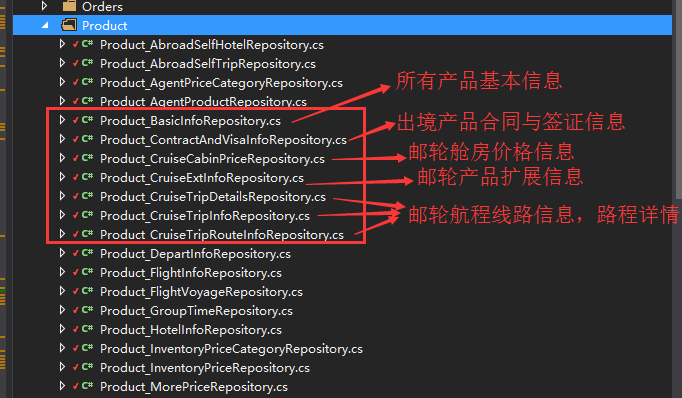 Orders
Product
C# Product_AbroadSelfHotelRepository.cs
C# Product_AbroadSelfTripRepository.cs
C# Product_AgentPriceCategoryRepository.cs
C# Product_AgentProductRepository.cs
C# Product_BasicInfoRepository.cs
所有产品基本信息
C# Product_ContractAndVisaInfoRepository.cs
出境产品合同与签证信息
C# Product_CruiseCabinPriceRepository.cs
邮轮舱房价格信息
C# Product_CruiseExtInfoRepository.cs
邮轮产品扩展信息
C# Product_CruiseTripDetailsRepository.cs
C# Product_CruiseTripInfoRepository.cs
邮轮航程线路信息，路程详情
C# Product_CruiseTripRouteInfoRepository.cs
C# Product_DepartInfoRepository.cs
C# Product_FlightInfoRepository.cs
C# Product_FlightVoyageRepository.cs
C# Product_GroupTimeRepository.cs
C# Product_HotelInfoRepository.cs
C# Product_InventoryPriceCategoryRepository.cs
C# Product_InventoryPriceRepository.cs
C# Product_MorePriceRepository.cs